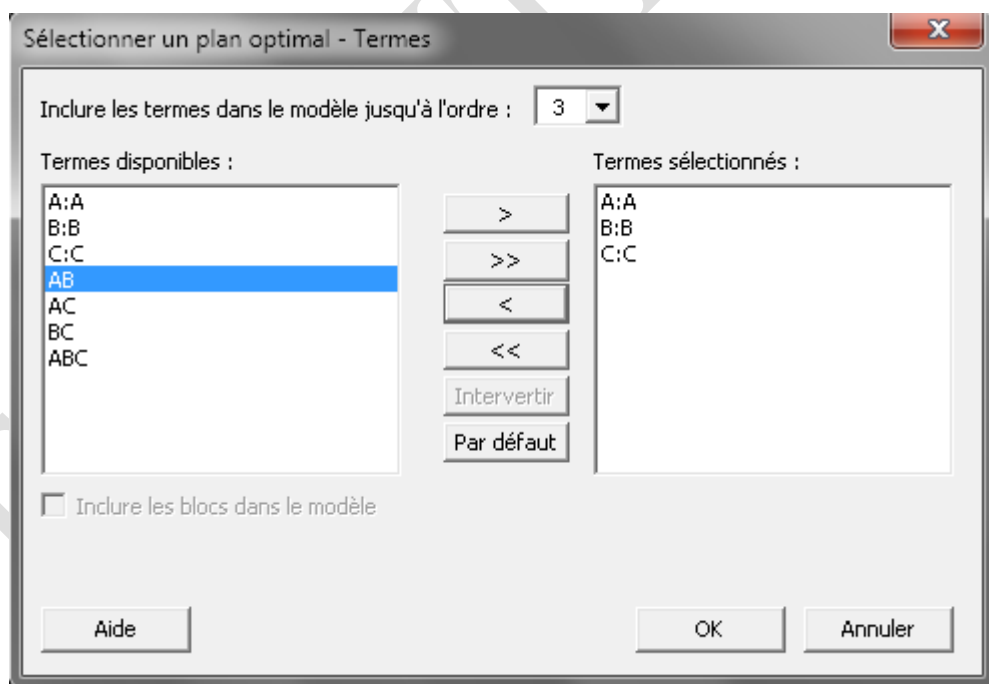 Sélectionner un plan optimal - Termes
Inclure les termes dans le modèle jusqu'à l'ordre : 3
Termes disponibles :
A:A
B:B
C:C
AB
AC
BC
ABC
>
>>
<
<<
Intervertir
Par défaut
Termes sélectionnés :
A:A
B:B
C:C
Inclure les blocs dans le modèle
Aide
OK
Annuler